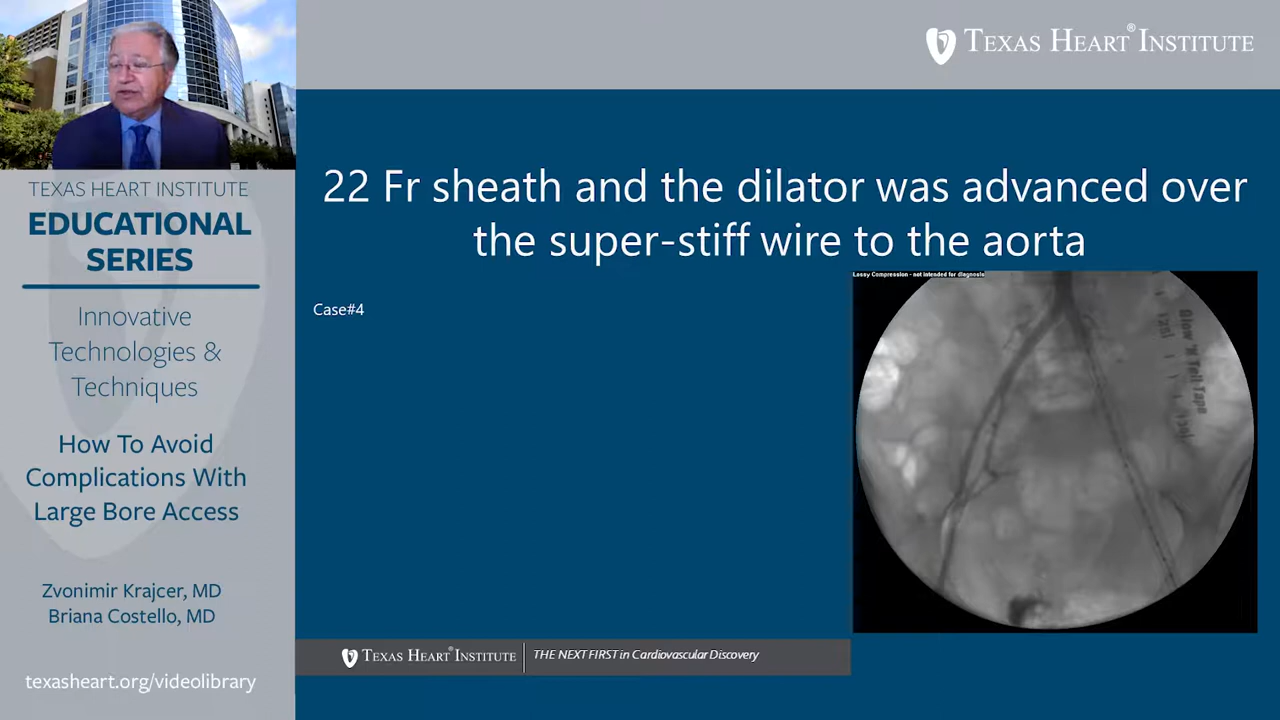 TEXAS HEART® INSTITUTE
22 Fr sheath and the dilator was advanced over
the super-stiff wire to the aorta
Case#4
Lossy Compression - not intended for diagnosis
Glow 'N Tell Tape
TEXAS HEART INSTITUTE
EDUCATIONAL
SERIES
Innovative
Technologies &
Techniques
How To Avoid
Complications With
Large Bore Access
Zvonimir Krajcer, MD
Briana Costello, MD
texasheart.org/videolibrary
TEXAS HEART® INSTITUTE
THE NEXT FIRST in Cardiovascular Discovery